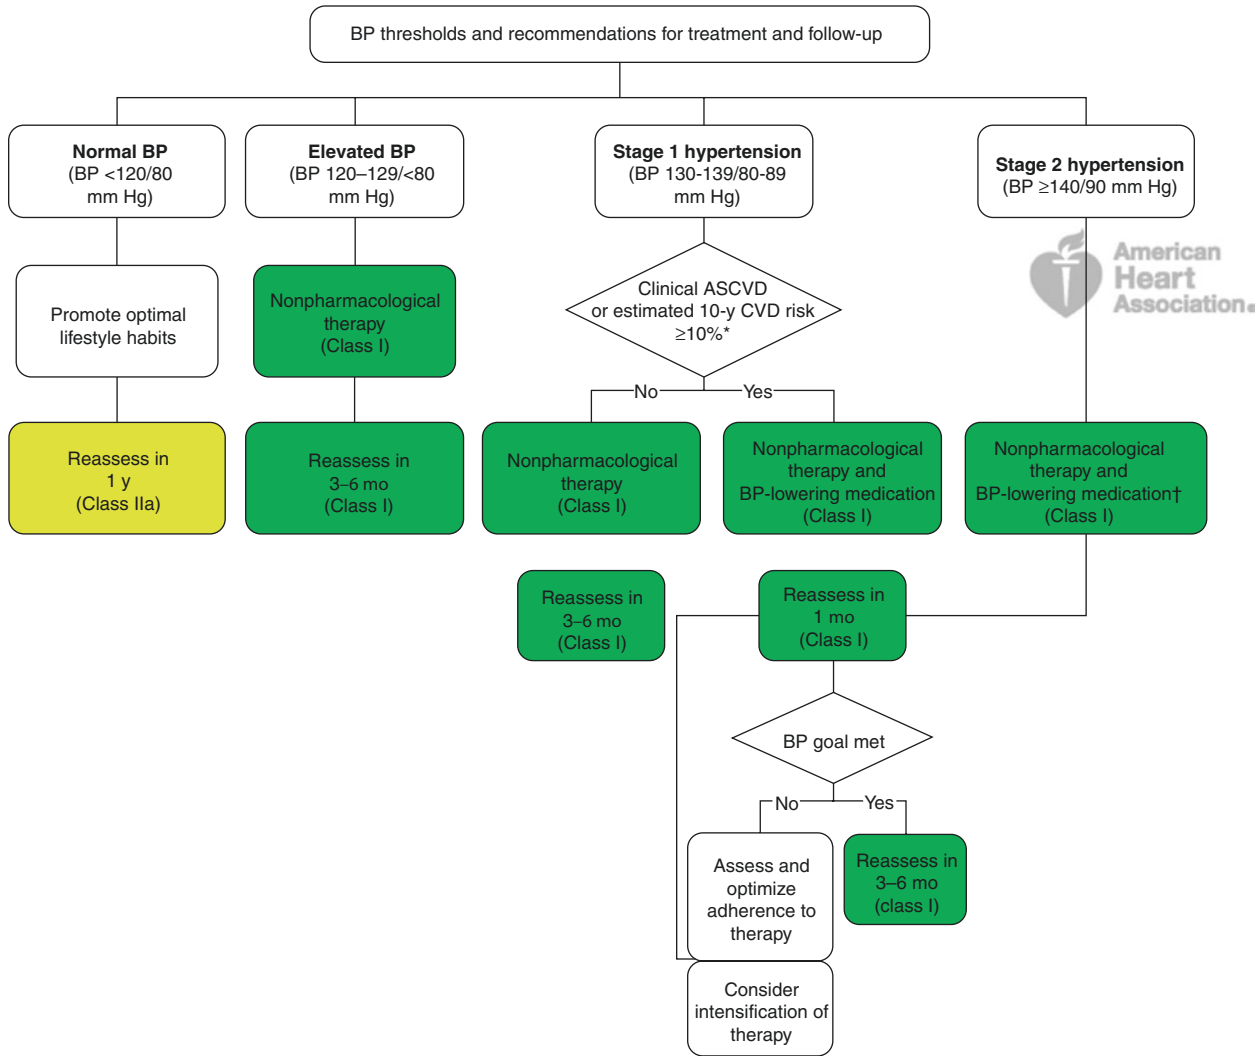 BP thresholds and recommendations for treatment and follow-up
Normal BP
(BP <120/80
mm Hg)
Elevated BP
(BP 120–129/<80
mm Hg)
Stage 1 hypertension
(BP 130-139/80-89
mm Hg)
Stage 2 hypertension
(BP ≥140/90 mm Hg)
American
Heart
Association®
Promote optimal
lifestyle habits
Nonpharmacological
therapy
(Class I)
Clinical ASCVD
or estimated 10-y CVD risk
≥10%*
No
Yes
Reassess in
1 y
(Class IIa)
Reassess in
3–6 mo
(Class I)
Nonpharmacological
therapy
(Class I)
Nonpharmacological
therapy and
BP-lowering medication
(Class I)
Nonpharmacological
therapy and
BP-lowering medication†
(Class I)
Reassess in
3–6 mo
(Class I)
Reassess in
1 mo
(Class I)
BP goal met
No
Yes
Assess and
optimize
adherence to
therapy
Reassess in
3–6 mo
(class I)
Consider
intensification of
therapy